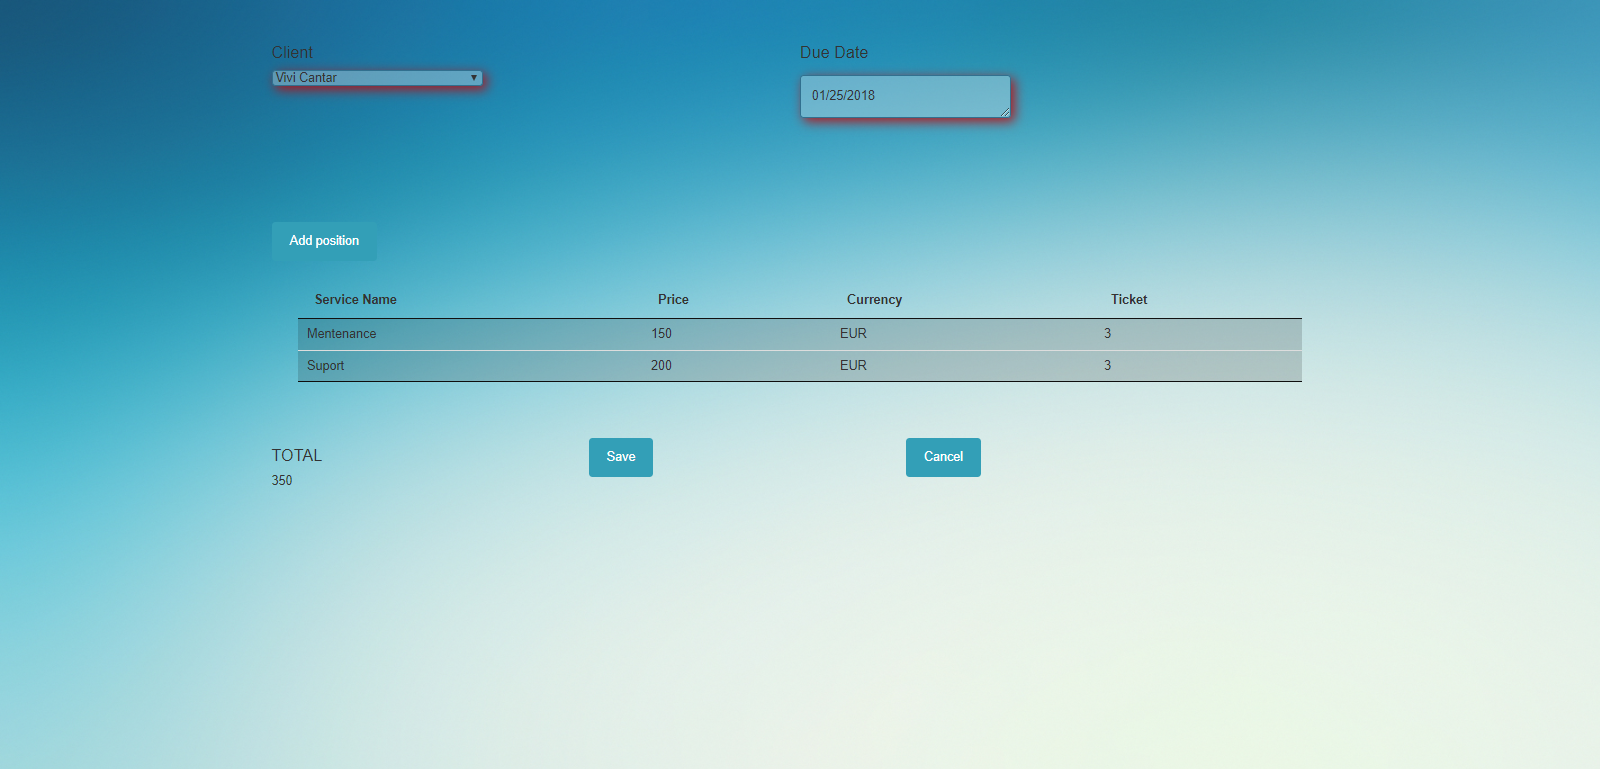 Client Due Date
Vivi Cantar
01/25/2018
Add position
Service Name Price Currency Ticket
Mentenance 150 EUR 3
Suport 200 EUR 3
TOTAL Save Cancel
350